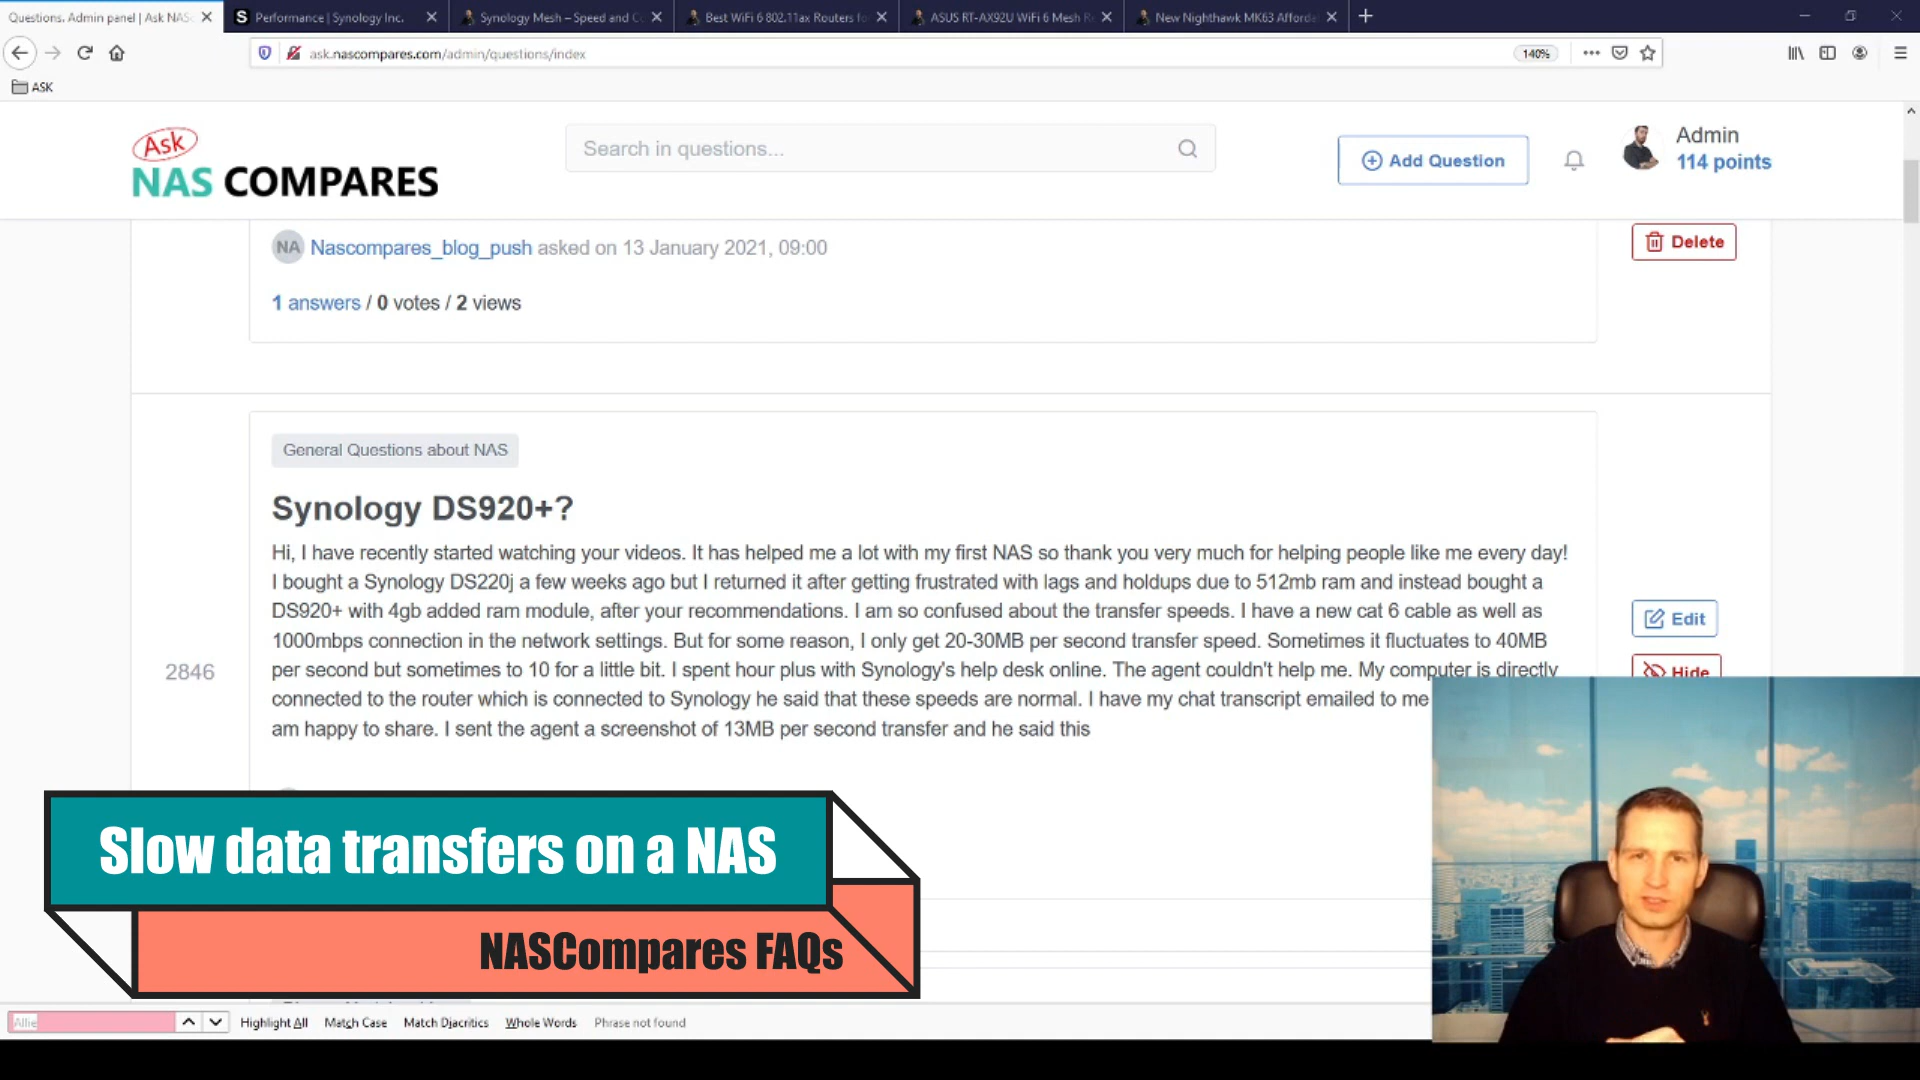 Questions. Admin panel | Ask NAS
Performance | Synology Inc.
Synology Mesh – Speed and Co
Best WiFi 6 802.11ax Routers fo
ASUS RT-AX92U WiFi 6 Mesh R
New Nighthawk MK63 Afforda
ask.nascompares.com/admin/questions/index
140%
ASK
Ask
NAS COMPARES
Search in questions...
Add Question
Admin
114 points
NA Nascompares_blog_push asked on 13 January 2021, 09:00
Delete
1 answers / 0 votes / 2 views
General Questions about NAS
Synology DS920+?
Hi, I have recently started watching your videos. It has helped me a lot with my first NAS so thank you very much for helping people like me every day!
I bought a Synology DS220j a few weeks ago but I returned it after getting frustrated with lags and holdups due to 512mb ram and instead bought a
DS920+ with 4gb added ram module, after your recommendations. I am so confused about the transfer speeds. I have a new cat 6 cable as well as
1000mbps connection in the network settings. But for some reason, I only get 20-30MB per second transfer speed. Sometimes it fluctuates to 40MB
per second but sometimes to 10 for a little bit. I spent hour plus with Synology's help desk online. The agent couldn't help me. My computer is directly
connected to the router which is connected to Synology he said that these speeds are normal. I have my chat transcript emailed to me
am happy to share. I sent the agent a screenshot of 13MB per second transfer and he said this
Edit
2846
Hide
Slow data transfers on a NAS
NASCompares FAQs
Allie
Highlight All
Match Case
Match Diacritics
Whole Words
Phrase not found